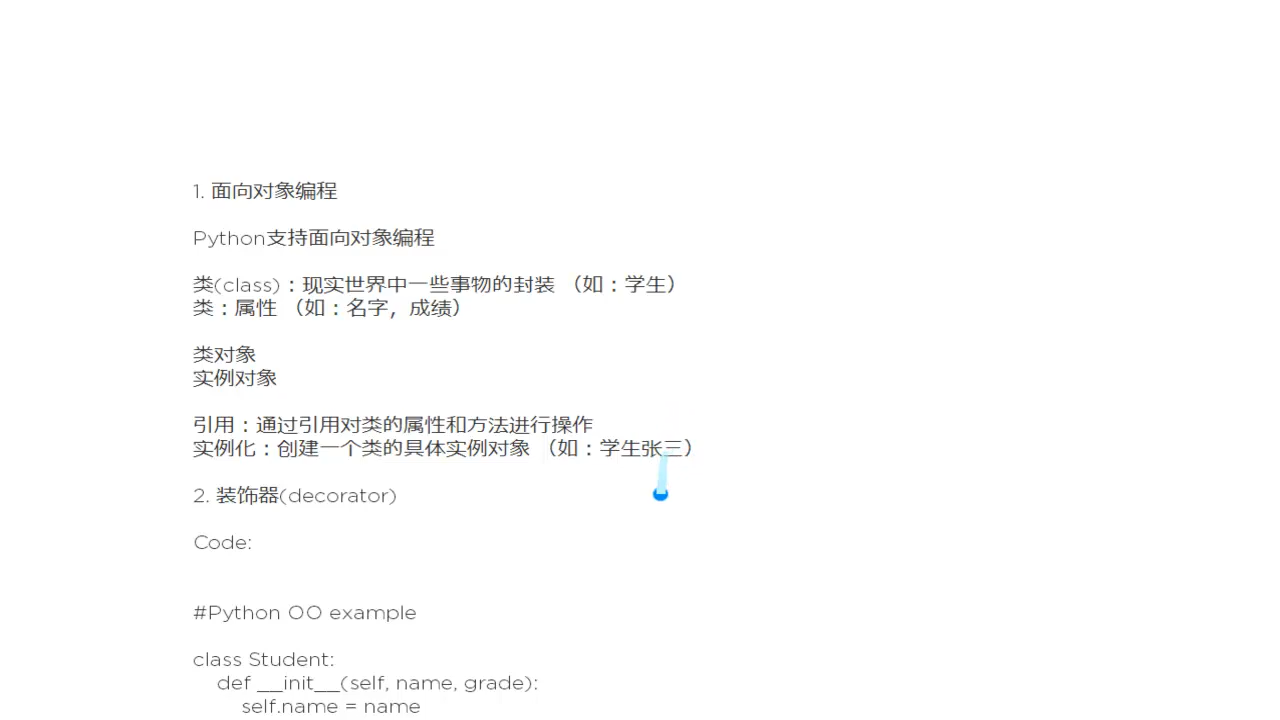 1. 面向对象编程
Python支持面向对象编程
类(class)：现实世界中一些事物的封装 （如：学生）
类：属性 （如：名字，成绩）
类对象
实例对象
引用：通过引用对类的属性和方法进行操作
实例化：创建一个类的具体实例对象 （如：学生张三）
2. 装饰器(decorator)
Code:
#Python OO example
class Student:
def __init__(self, name, grade):
self.name = name